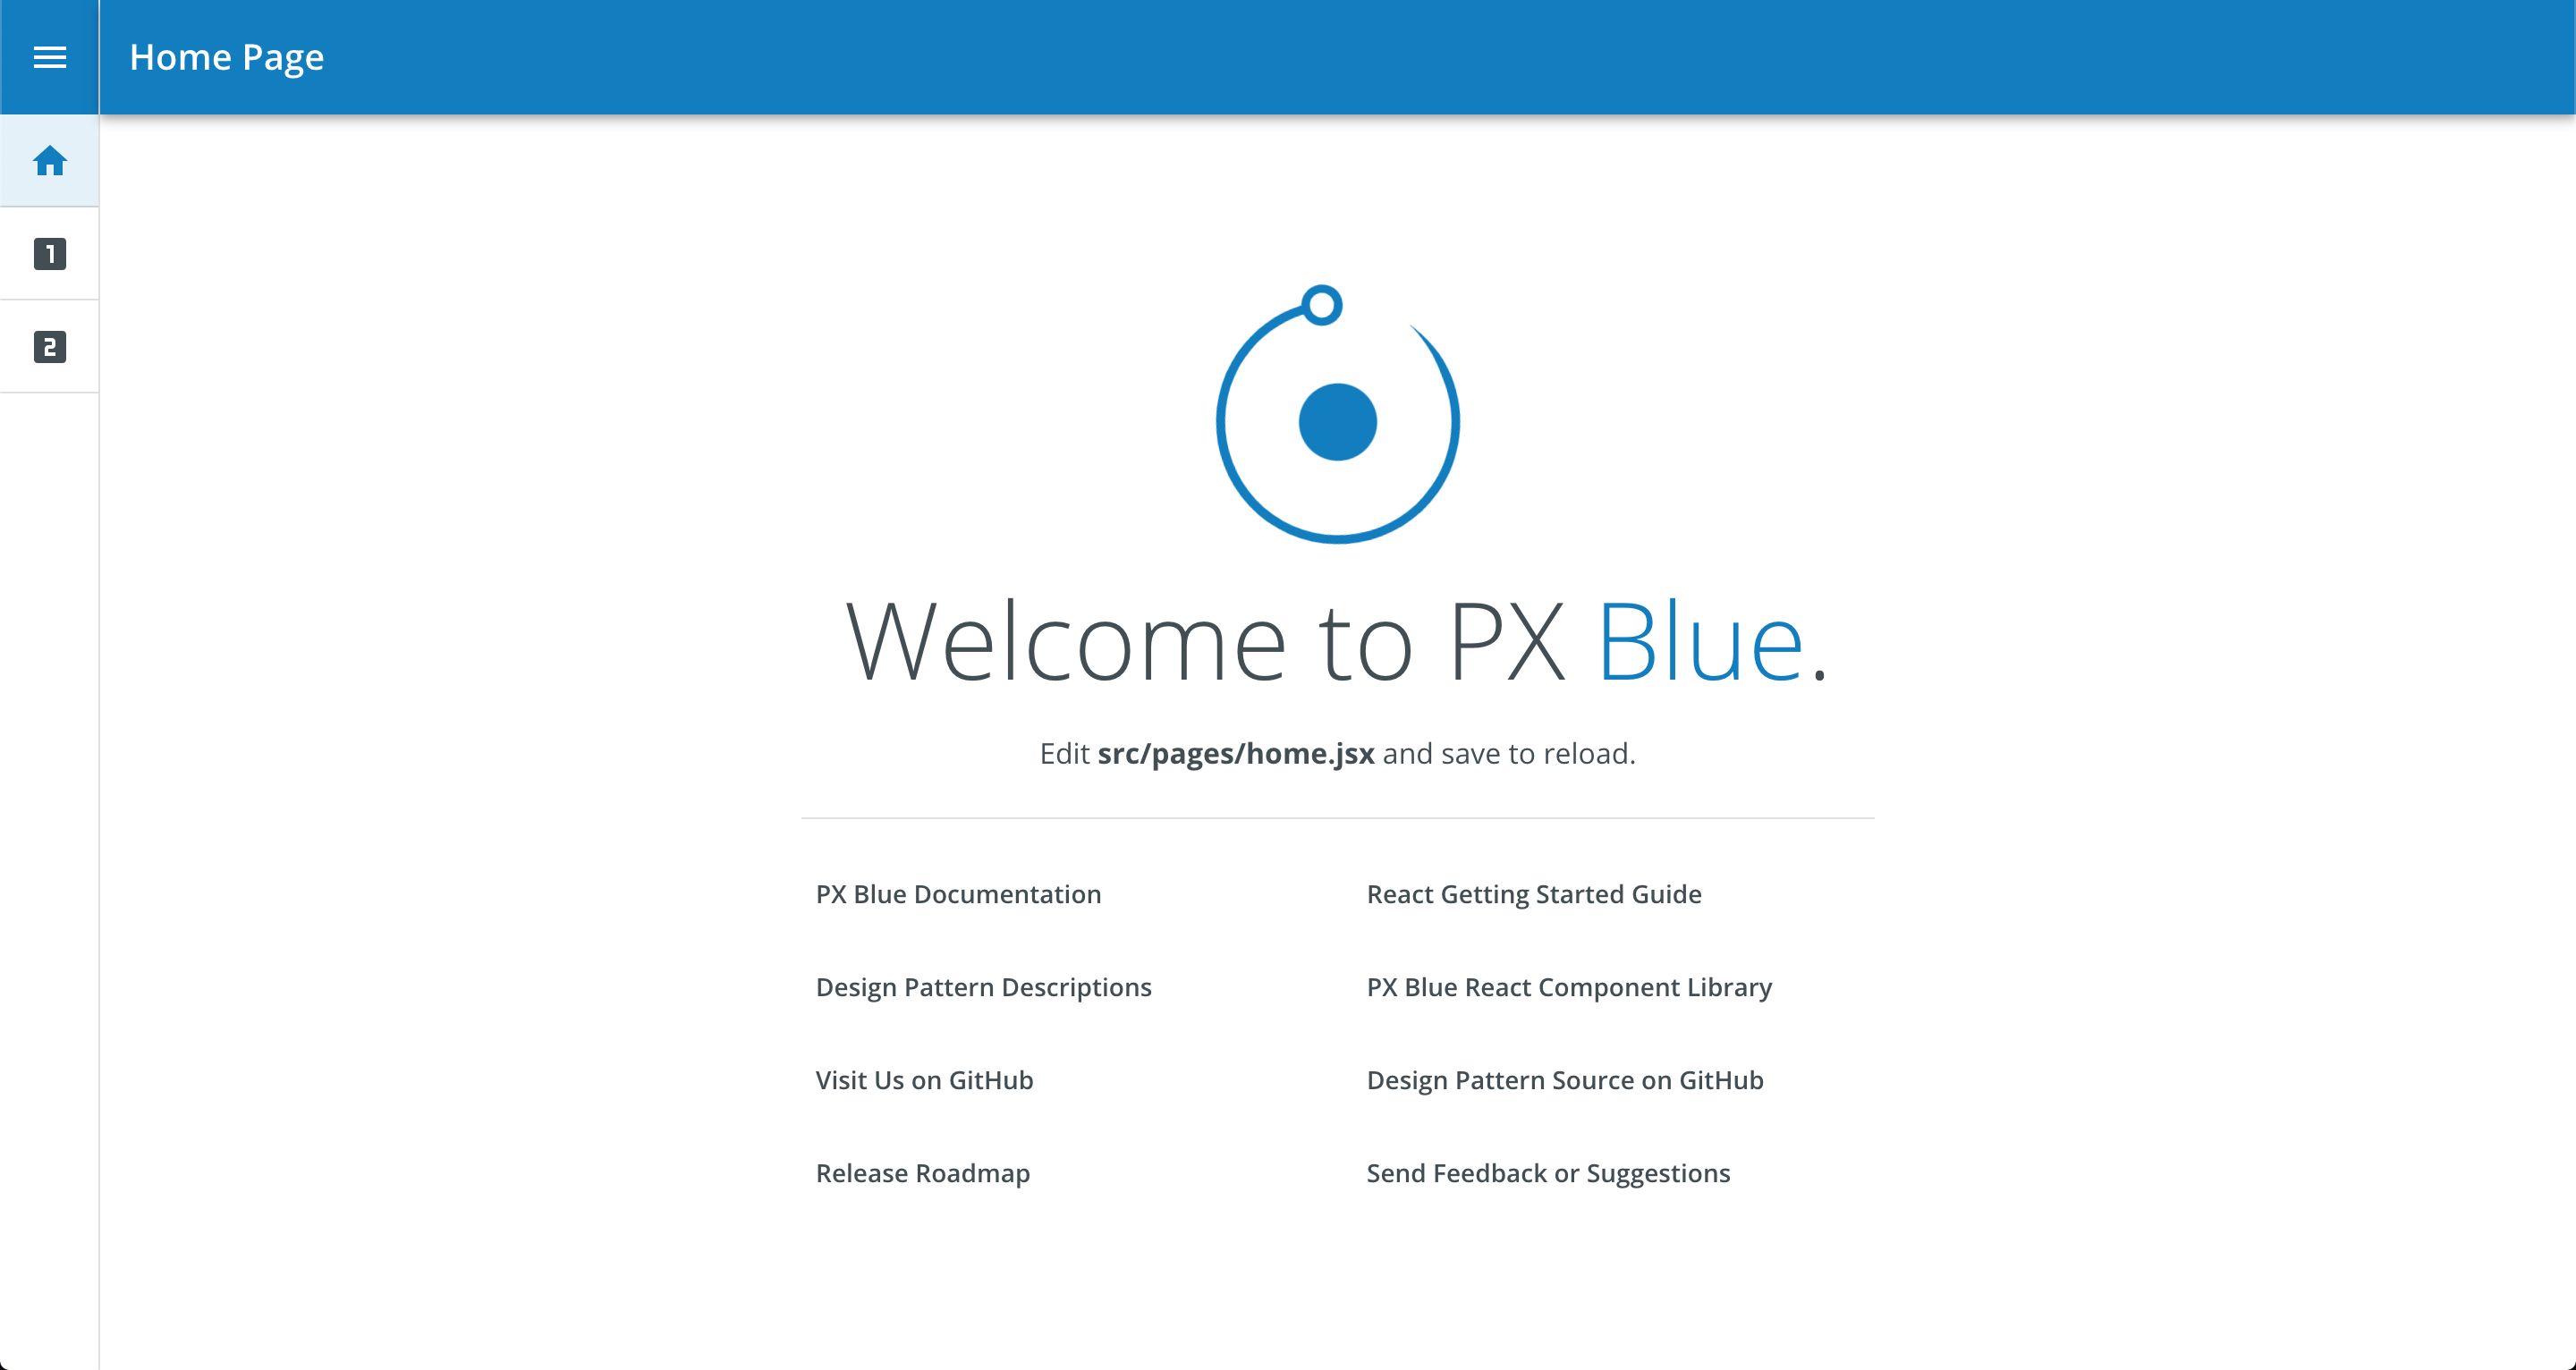 Home Page
1
2
Welcome to PX Blue.
Edit src/pages/home.jsx and save to reload.
PX Blue Documentation
React Getting Started Guide
Design Pattern Descriptions
PX Blue React Component Library
Visit Us on GitHub
Design Pattern Source on GitHub
Release Roadmap
Send Feedback or Suggestions